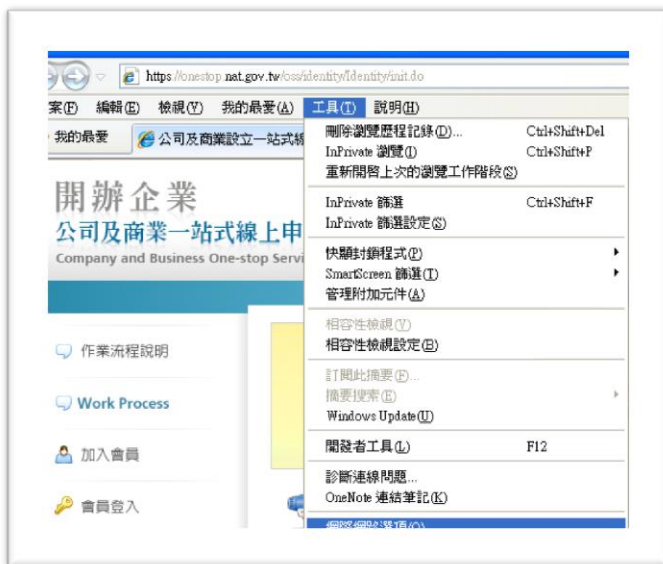 https://onestop.nat.gov.tw/oss/identity/Identity/init.do
案(F) 編輯(E) 檢視(V) 我的最愛(A) 工具(T) 說明(H)
我的最愛 公司及商業設立一站式線
刪除瀏覽歷程記錄(D)... Ctrl+Shift+Del
InPrivate 瀏覽(I) Ctrl+Shift+P
重新開啓上次的瀏覽工作階段(S)
InPrivate 篩選 Ctrl+Shift+F
InPrivate 篩選設定(S)
快顯封鎖程式(P)
SmartScreen 篩選(T)
管理附加元件(A)
相容性檢視(V)
相容性檢視設定(B)
訂閱此摘要(F)...
摘要搜索(E)
Windows Update(U)
開發者工具(L) F12
診斷連線問題...
OneNote 連結筆記(K)
網際網路選項(O)
開辦企業
公司及商業一站式線上申
Company and Business One-stop Servi
作業流程說明
Work Process
加入會員
會員登入